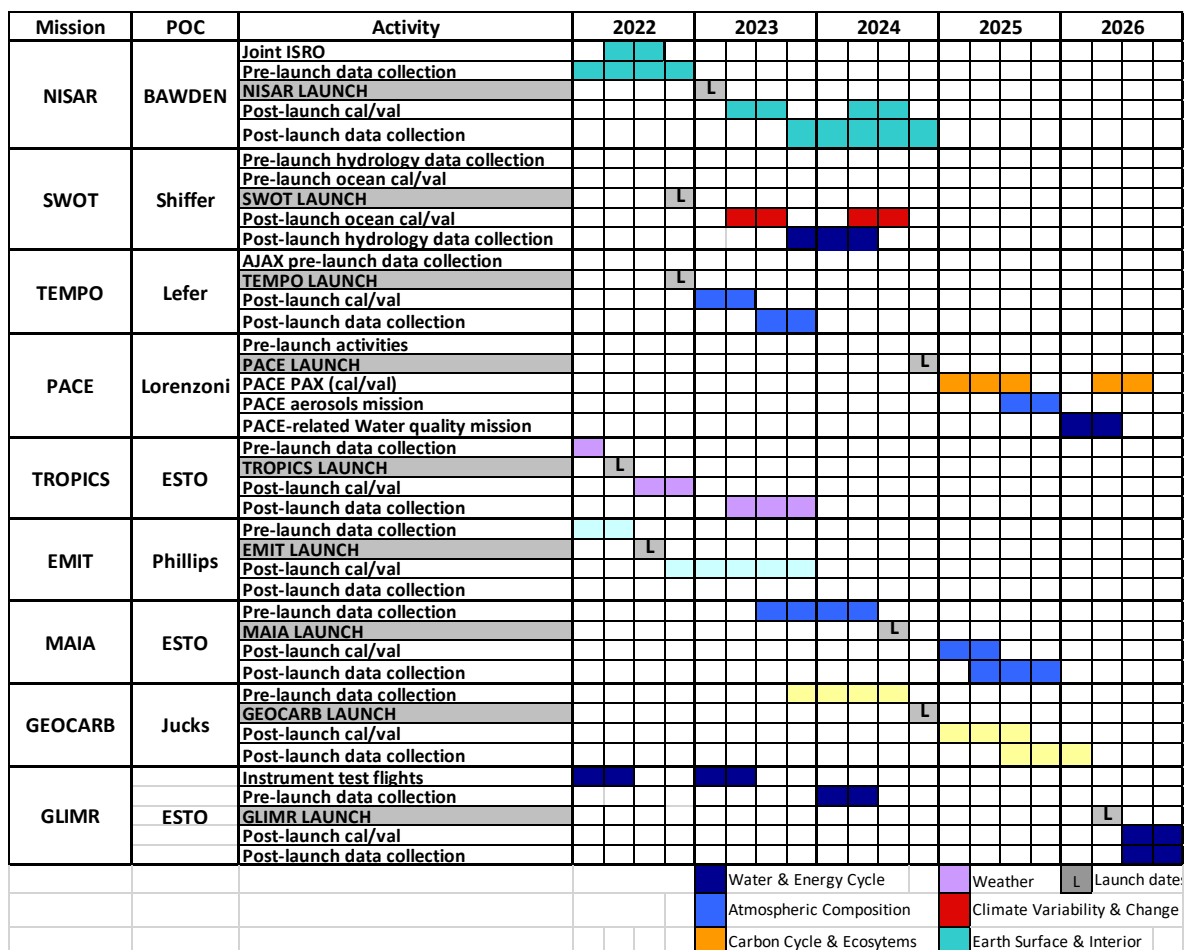 Mission POC Activity 2022 2023 2024 2025 2026
Joint ISRO
Pre-launch data collection
NISAR BAWDEN NISAR LAUNCH L
Post-launch cal/val
Post-launch data collection
Pre-launch hydrology data collection
Pre-launch ocean cal/val
SWOT Shiffer SWOT LAUNCH L
Post-launch ocean cal/val
Post-launch hydrology data collection
AJAX pre-launch data collection
TEMPO LAUNCH L
TEMPO Lefer Post-launch cal/val
Post-launch data collection
Pre-launch activities
PACE LAUNCH L
PACE Lorenzoni PACE PAX (cal/val)
PACE aerosols mission
PACE-related Water quality mission
Pre-launch data collection
TROPICS LAUNCH L
TROPICS ESTO Post-launch cal/val
Post-launch data collection
Pre-launch data collection
EMIT LAUNCH L
EMIT Phillips Post-launch cal/val
Post-launch data collection
Pre-launch data collection
MAIA LAUNCH L
MAIA ESTO Post-launch cal/val
Post-launch data collection
Pre-launch data collection
GEOCARB LAUNCH L
GEOCARB Jucks Post-launch cal/val
Post-launch data collection
Instrument test flights
Pre-launch data collection
GLIMR ESTO GLIMR LAUNCH L
Post-launch cal/val
Post-launch data collection
Water & Energy Cycle Weather L Launch dates
Atmospheric Composition Climate Variability & Change
Carbon Cycle & Ecosytems Earth Surface & Interior